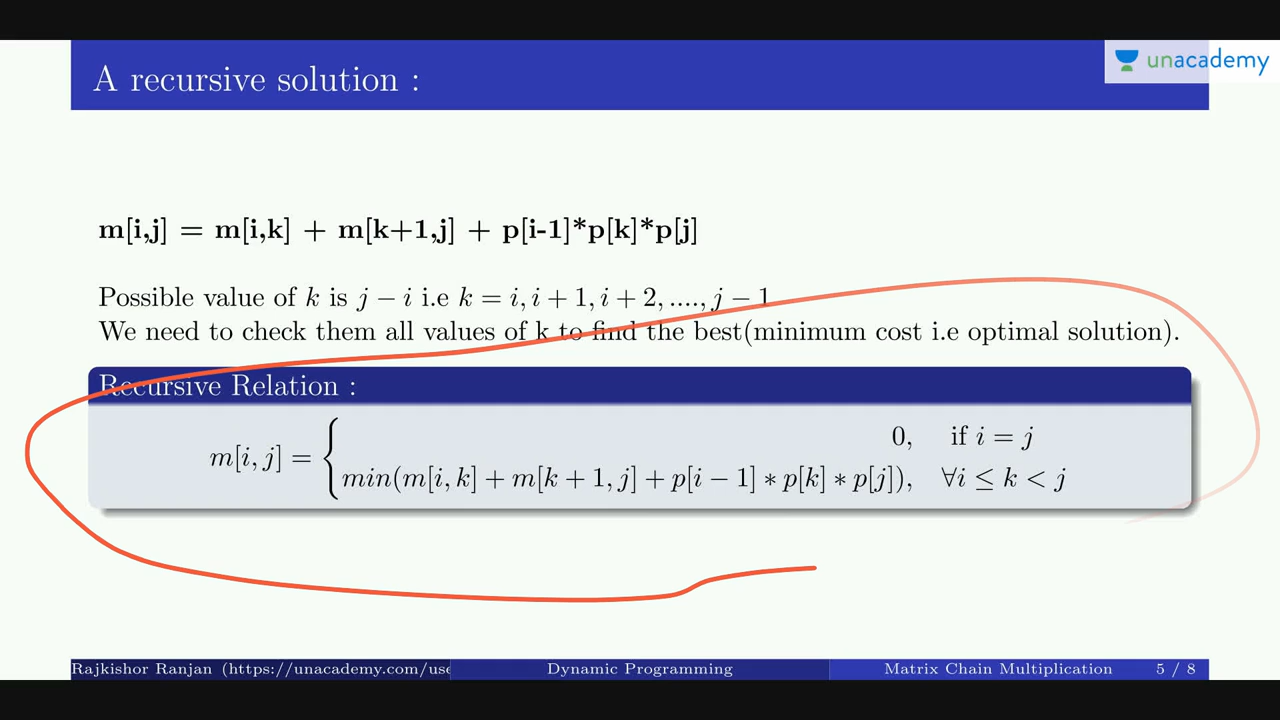 A recursive solution :
unacademy
m[i,j] = m[i,k] + m[k+1,j] + p[i-1]*p[k]*p[j]
Possible value of k is j − i i.e k = i, i + 1, i + 2, ...., j − 1
We need to check them all values of k to find the best(minimum cost i.e optimal solution).
Recursive Relation :
m[i, j] = { 0, if i = j
min(m[i, k] + m[k + 1, j] + p[i − 1] ∗ p[k] ∗ p[j]), ∀i ≤ k < j
Rajkishor Ranjan (https://unacademy.com/use Dynamic Programming Matrix Chain Multiplication 5 / 8